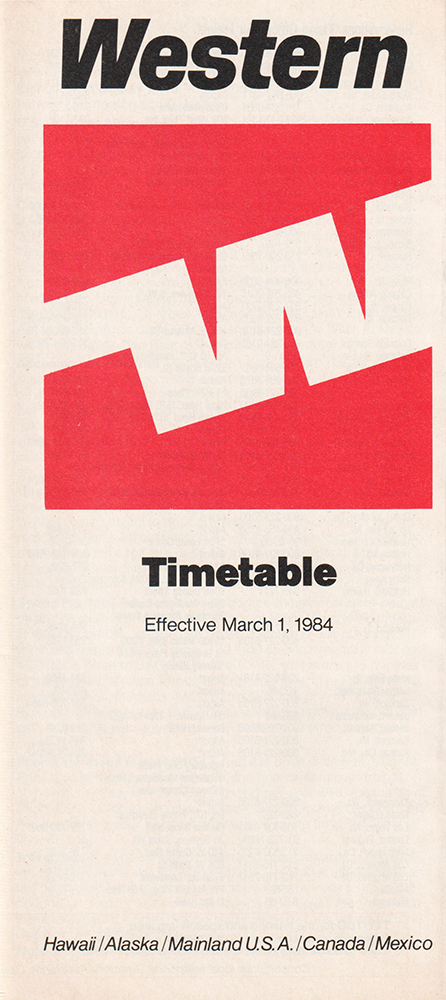 Western
Timetable
Effective March 1, 1984
Hawaii/Alaska/Mainland U.S.A./Canada/Mexico